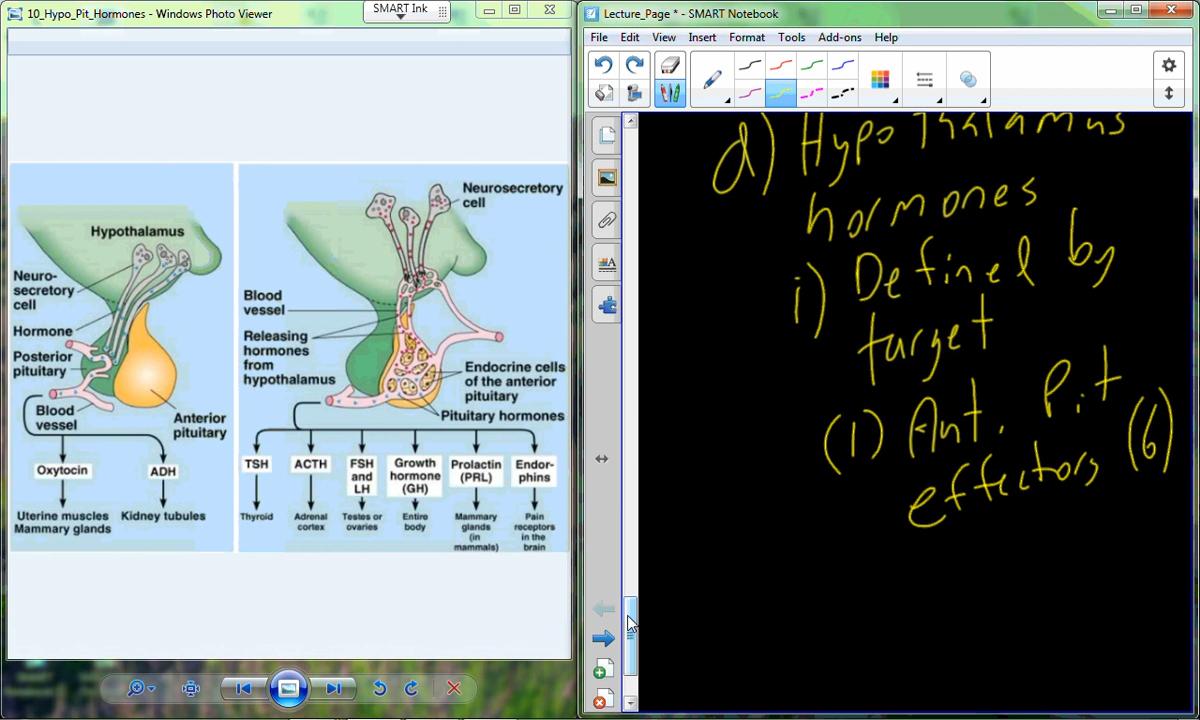 10_Hypo_Pit_Hormones - Windows Photo Viewer
SMART Ink
Hypothalamus
Neuro-
secretory
cell
Hormone
Posterior
pituitary
Blood
vessel
Anterior
pituitary
Oxytocin
ADH
Uterine muscles
Mammary glands
Kidney tubules
Neurosecretory
cell
Blood
vessel
Releasing
hormones
from
hypothalamus
Endocrine cells
of the anterior
pituitary
Pituitary hormones
TSH
ACTH
FSH
and
LH
Growth
hormone
(GH)
Prolactin
(PRL)
Endor-
phins
Thyroid
Adrenal
cortex
Testes or
ovaries
Entire
body
Mammary
glands
(in
mammals)
Pain
receptors
in the
brain
Lecture_Page * - SMART Notebook
File Edit View Insert Format Tools Add-ons Help
d) Hypothalamus
hormones
i) Defined by
target
(1) Ant. Pit
effectors (6)